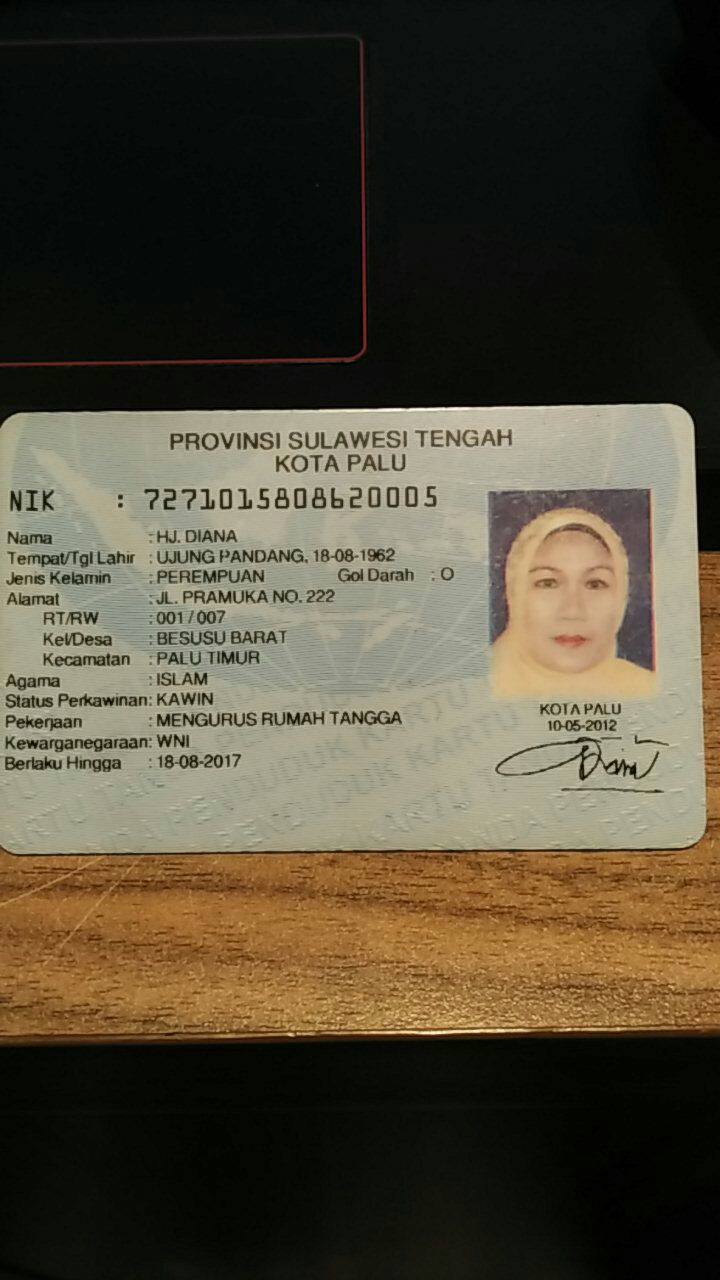 PROVINSI SULAWESI TENGAH
KOTA PALU
NIK : 7271015808620005
Nama : HJ. DIANA
Tempat/Tgl Lahir : UJUNG PANDANG, 18-08-1962
Jenis Kelamin : PEREMPUAN Gol Darah : O
Alamat : JL. PRAMUKA NO. 222
RT/RW : 001 / 007
Kel/Desa : BESUSU BARAT
Kecamatan : PALU TIMUR
Agama : ISLAM
Status Perkawinan: KAWIN
Pekerjaan : MENGURUS RUMAH TANGGA
Kewarganegaraan: WNI
Berlaku Hingga : 18-08-2017
KOTA PALU
10-05-2012
Diana